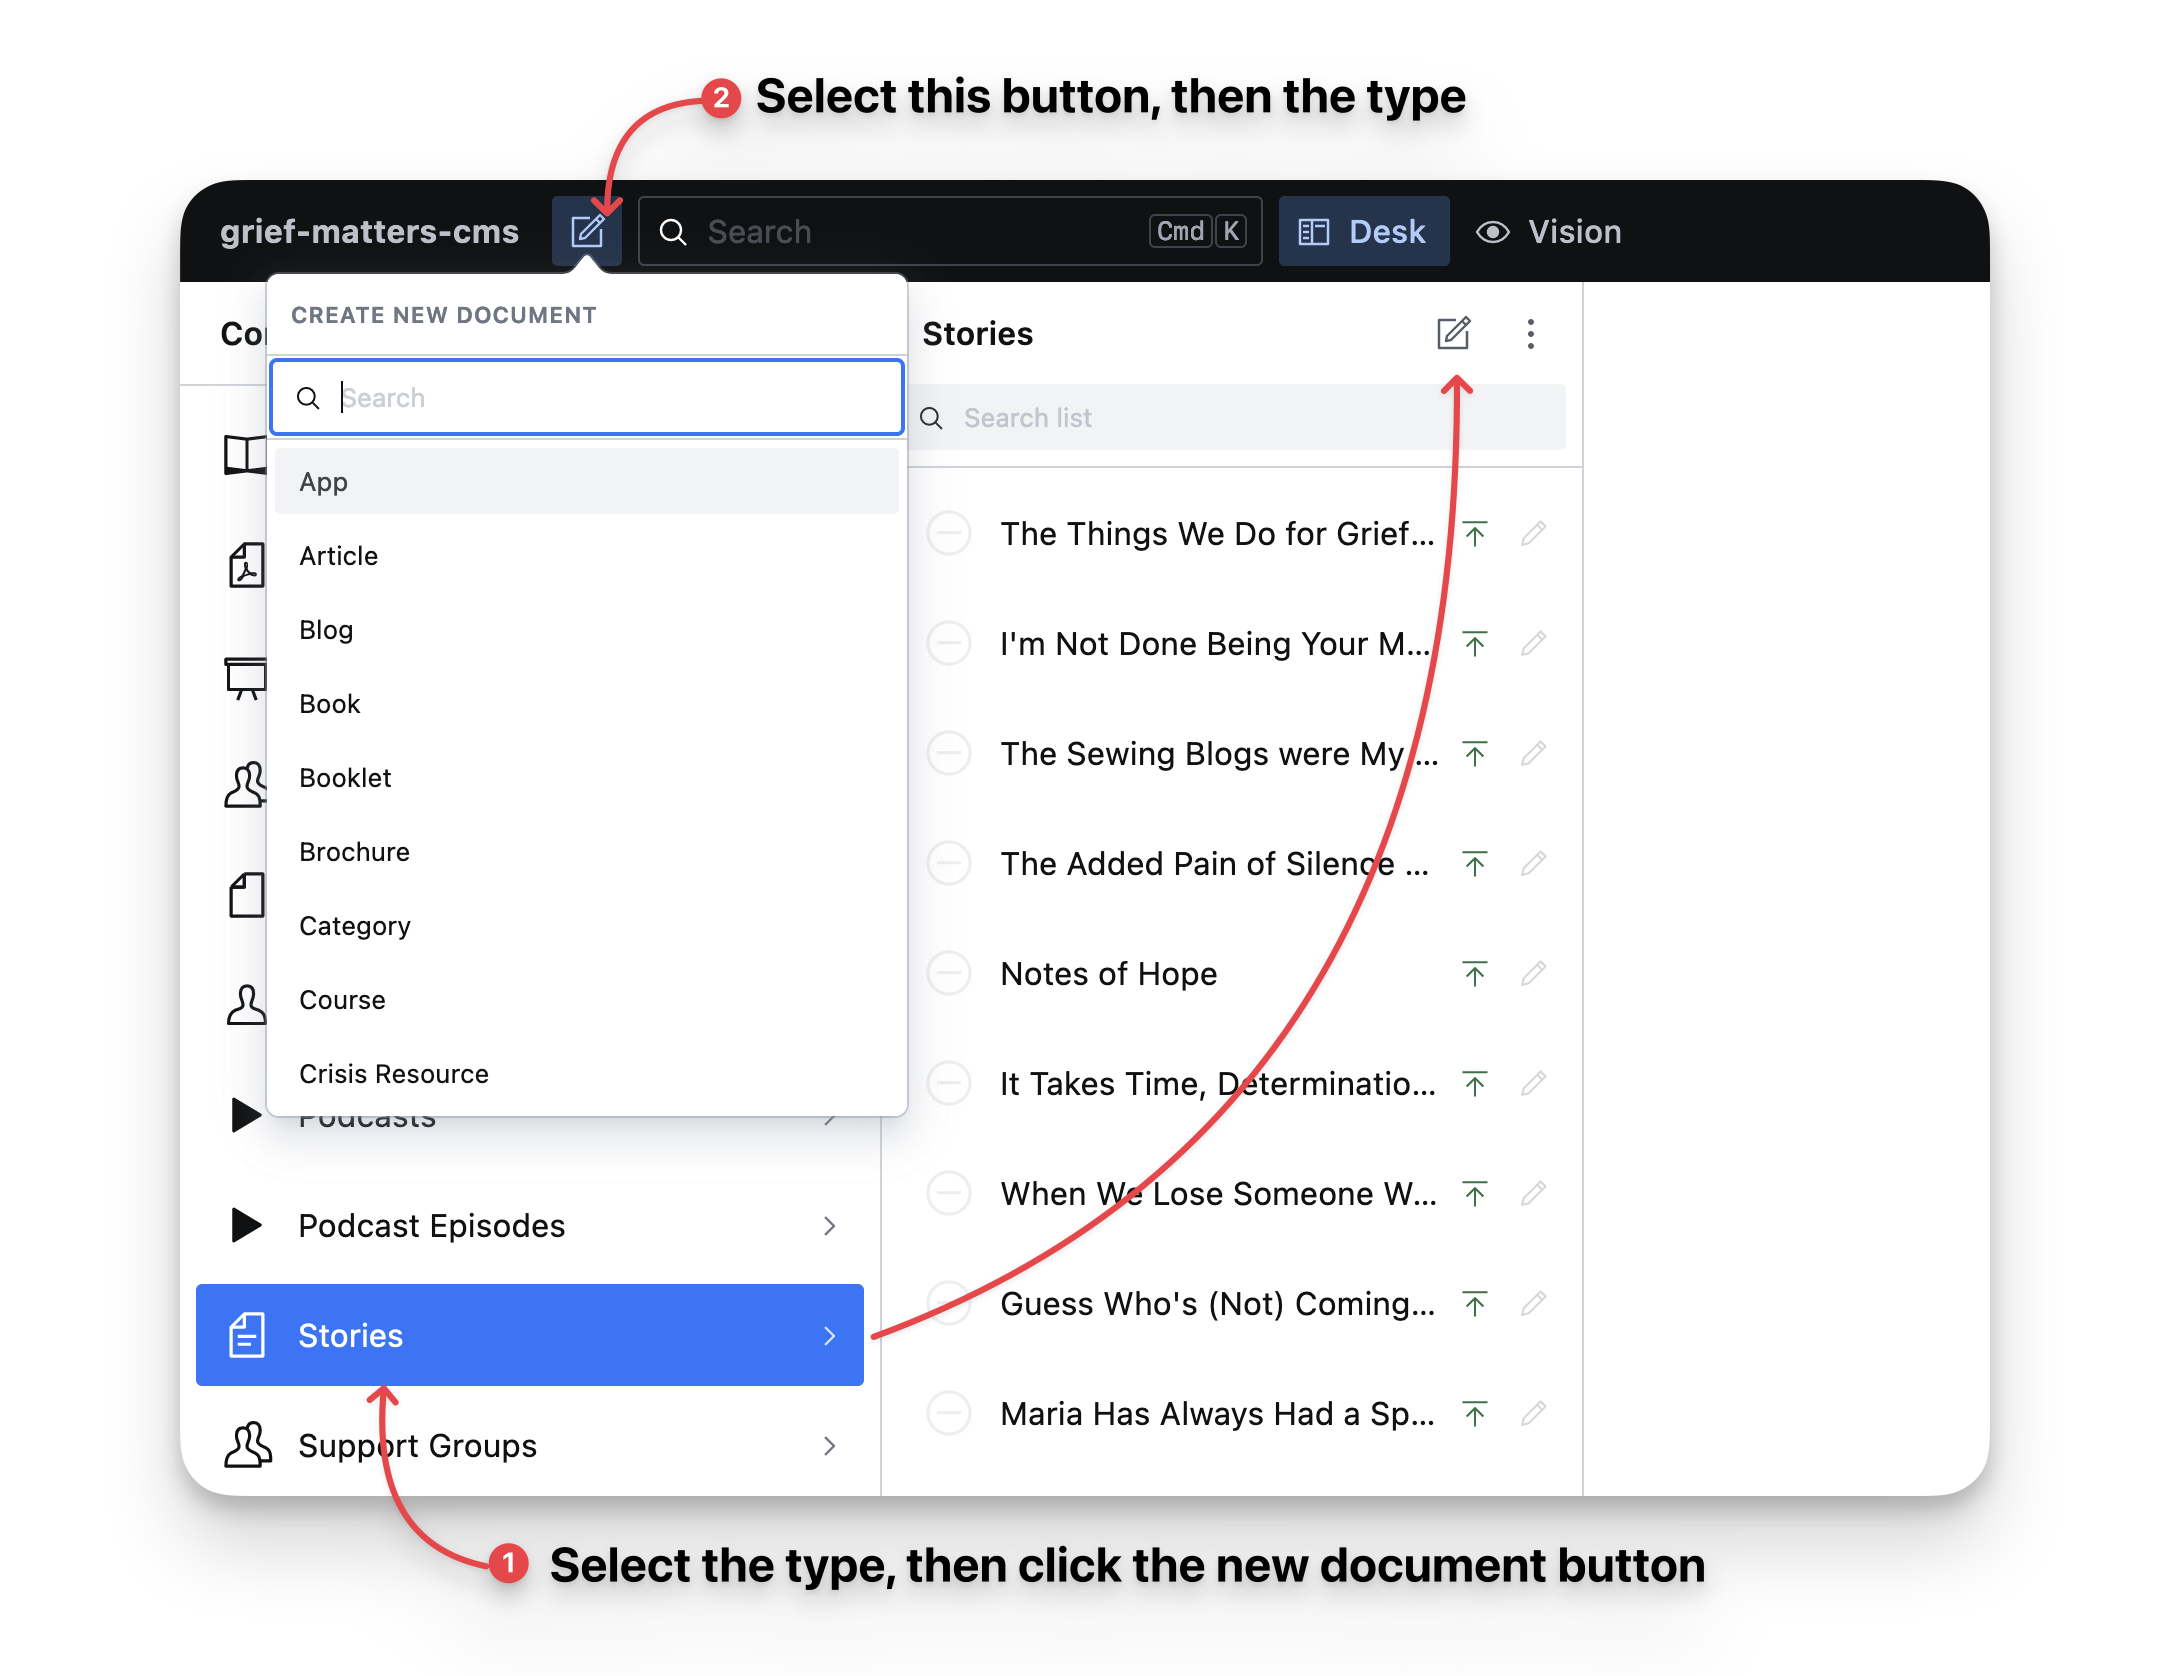 2 Select this button, then the type
grief-matters-cms Search Cmd K Desk Vision
CREATE NEW DOCUMENT
Search
App
Article
Blog
Book
Booklet
Brochure
Category
Course
Crisis Resource
Podcasts
Podcast Episodes
Stories
Support Groups
Stories
Search list
The Things We Do for Grief...
I'm Not Done Being Your M...
The Sewing Blogs were My ...
The Added Pain of Silence ...
Notes of Hope
It Takes Time, Determinatio...
When We Lose Someone W...
Guess Who's (Not) Coming...
Maria Has Always Had a Sp...
1 Select the type, then click the new document button